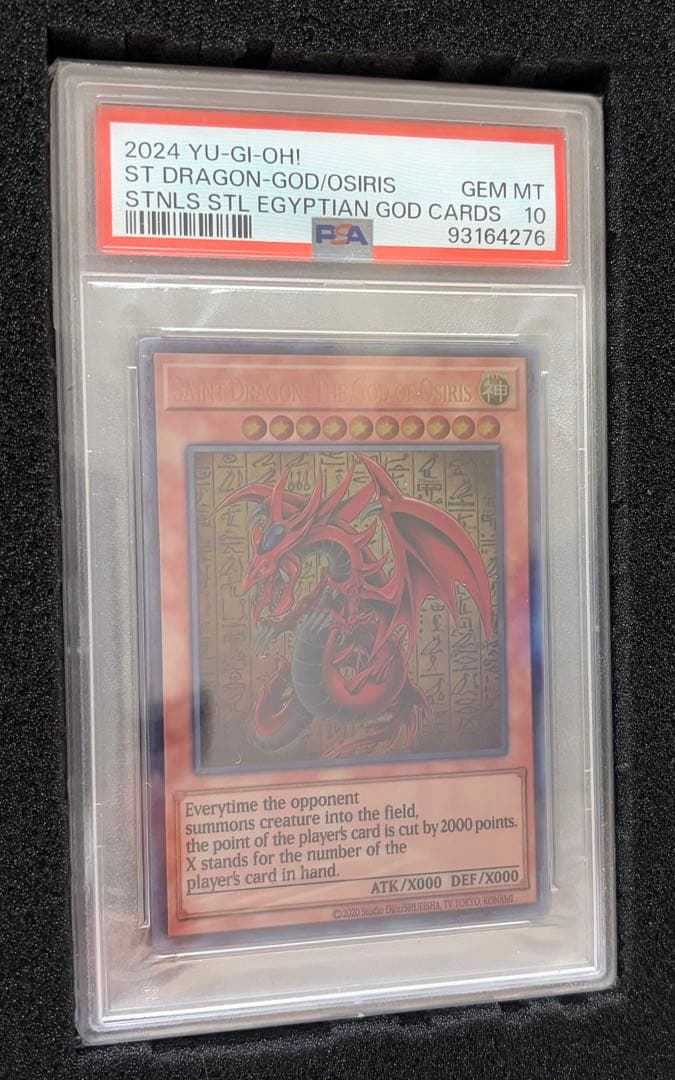 2024 YU-GI-OH!
ST DRAGON-GOD/OSIRIS GEM MT
STNLS STL EGYPTIAN GOD CARDS 10
PSA 93164276
SAINT DRAGON - THE GOD OF OSIRIS 神
Everytime the opponent
summons creature into the field,
the point of the player's card is cut by 2000 points.
X stands for the number of the
player's card in hand.
ATK/X000 DEF/X000
©2020 Studio Dice/SHUEISHA, TV TOKYO, KONAMI